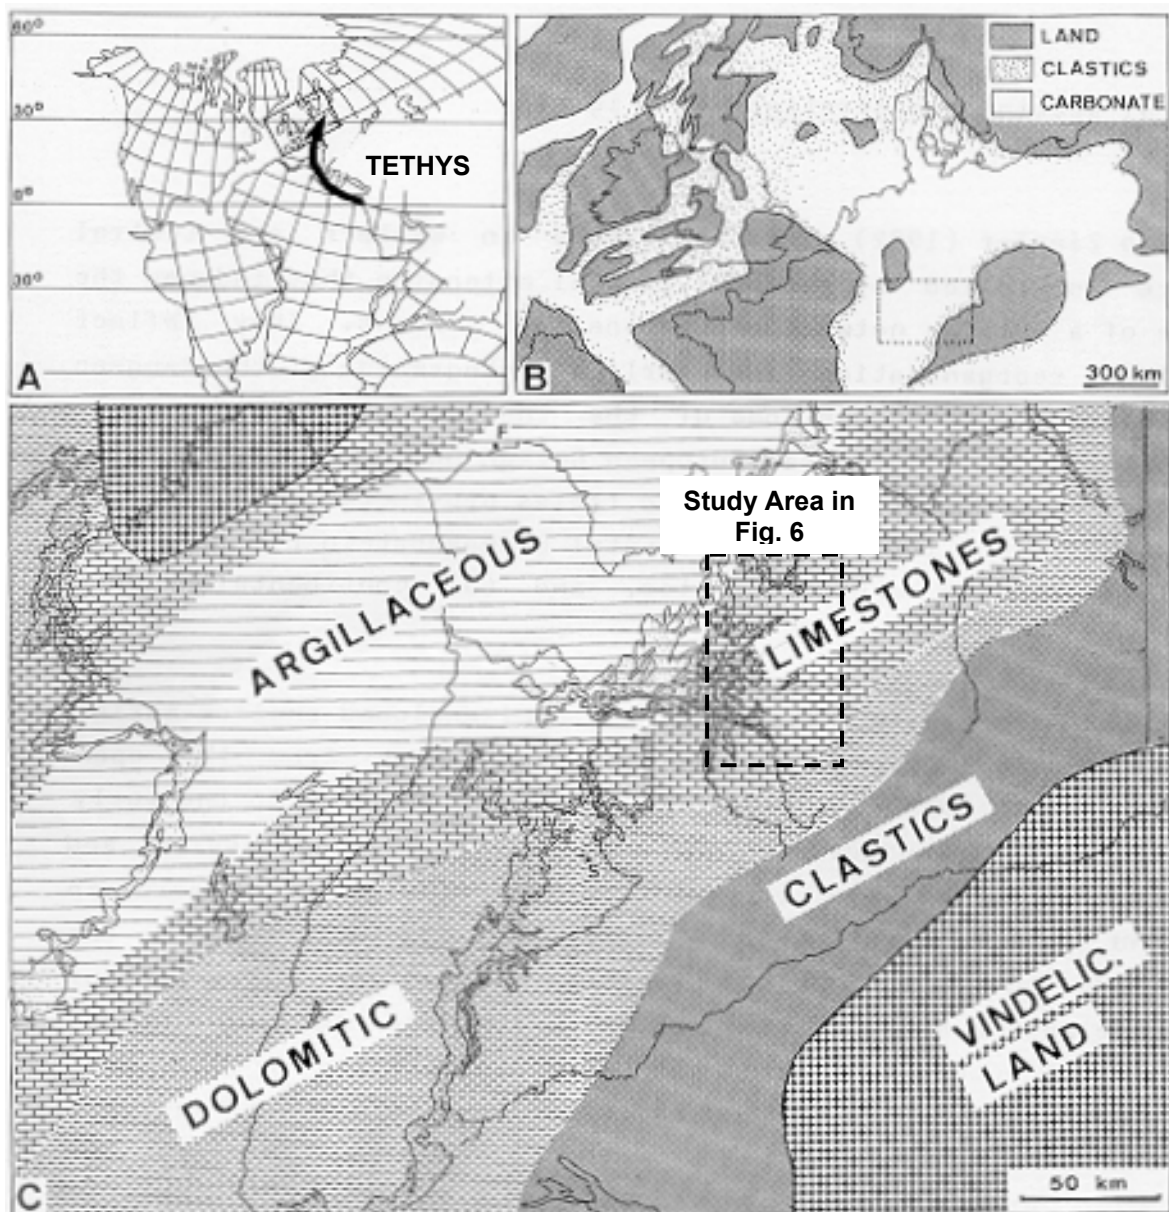 60°
30°
0°
30°
TETHYS
A
LAND
CLASTICS
CARBONATE
B
300 km
F
Study Area in
Fig. 6
ARGILLACEOUS
LIMESTONES
CLASTICS
S
DOLOMITIC
VINDELIC.
LAND
C
50 km